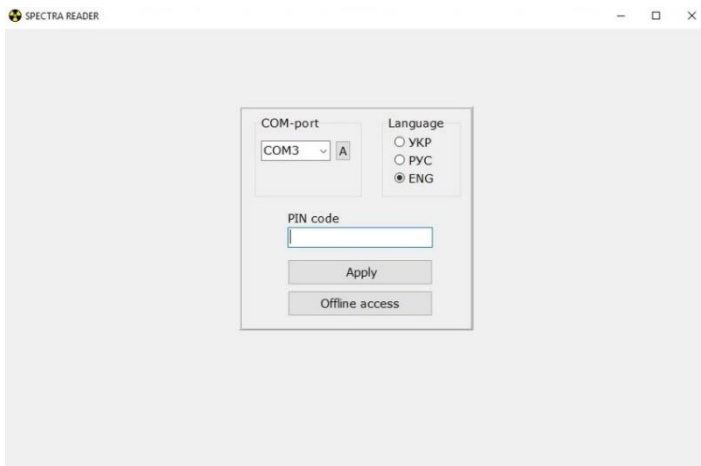 SPECTRA READER
COM-port
COM3
A
Language
УКР
РУС
ENG
PIN code
Apply
Offline access